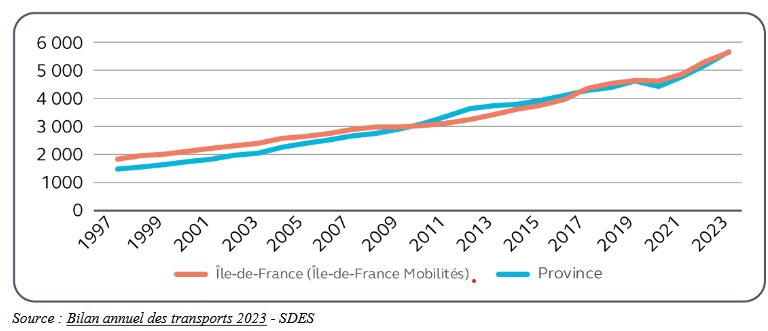 6 000
5 000
4 000
3 000
2 000
1000
0
1997 1999 2001 2003 2005 2007 2009 2011 2013 2015 2017 2019 2021 2023
Île-de-France (Île-de-France Mobilités) Province
Source : Bilan annuel des transports 2023 - SDES